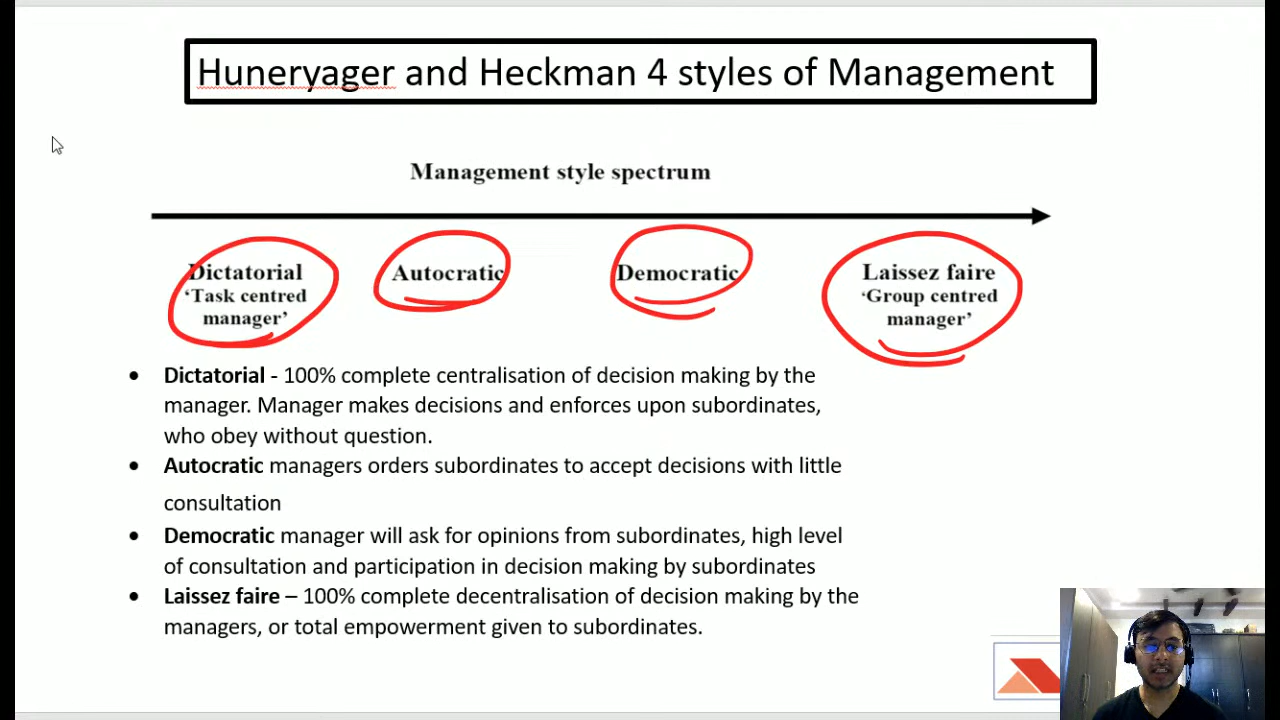 Huneryager and Heckman 4 styles of Management
Management style spectrum
Dictatorial
‘Task centred
manager’
Autocratic
Democratic
Laissez faire
‘Group centred
manager’
• Dictatorial - 100% complete centralisation of decision making by the
manager. Manager makes decisions and enforces upon subordinates,
who obey without question.
• Autocratic managers orders subordinates to accept decisions with little
consultation
• Democratic manager will ask for opinions from subordinates, high level
of consultation and participation in decision making by subordinates
• Laissez faire – 100% complete decentralisation of decision making by the
managers, or total empowerment given to subordinates.